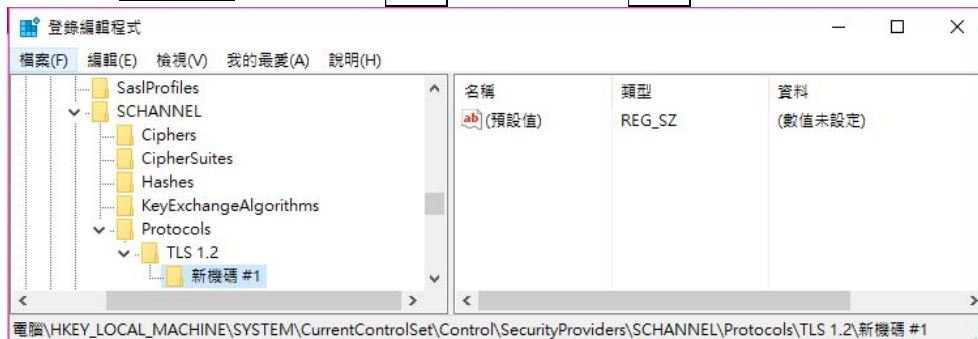 登錄編輯程式
檔案(F) 編輯(E) 檢視(V) 我的最愛(A) 說明(H)
SaslProfiles
SCHANNEL
Ciphers
CipherSuites
Hashes
KeyExchangeAlgorithms
Protocols
TLS 1.2
新機碼 #1
名稱 類型 資料
ab (預設值) REG_SZ (數值未設定)
電腦\HKEY_LOCAL_MACHINE\SYSTEM\CurrentControlSet\Control\SecurityProviders\SCHANNEL\Protocols\TLS 1.2\新機碼 #1